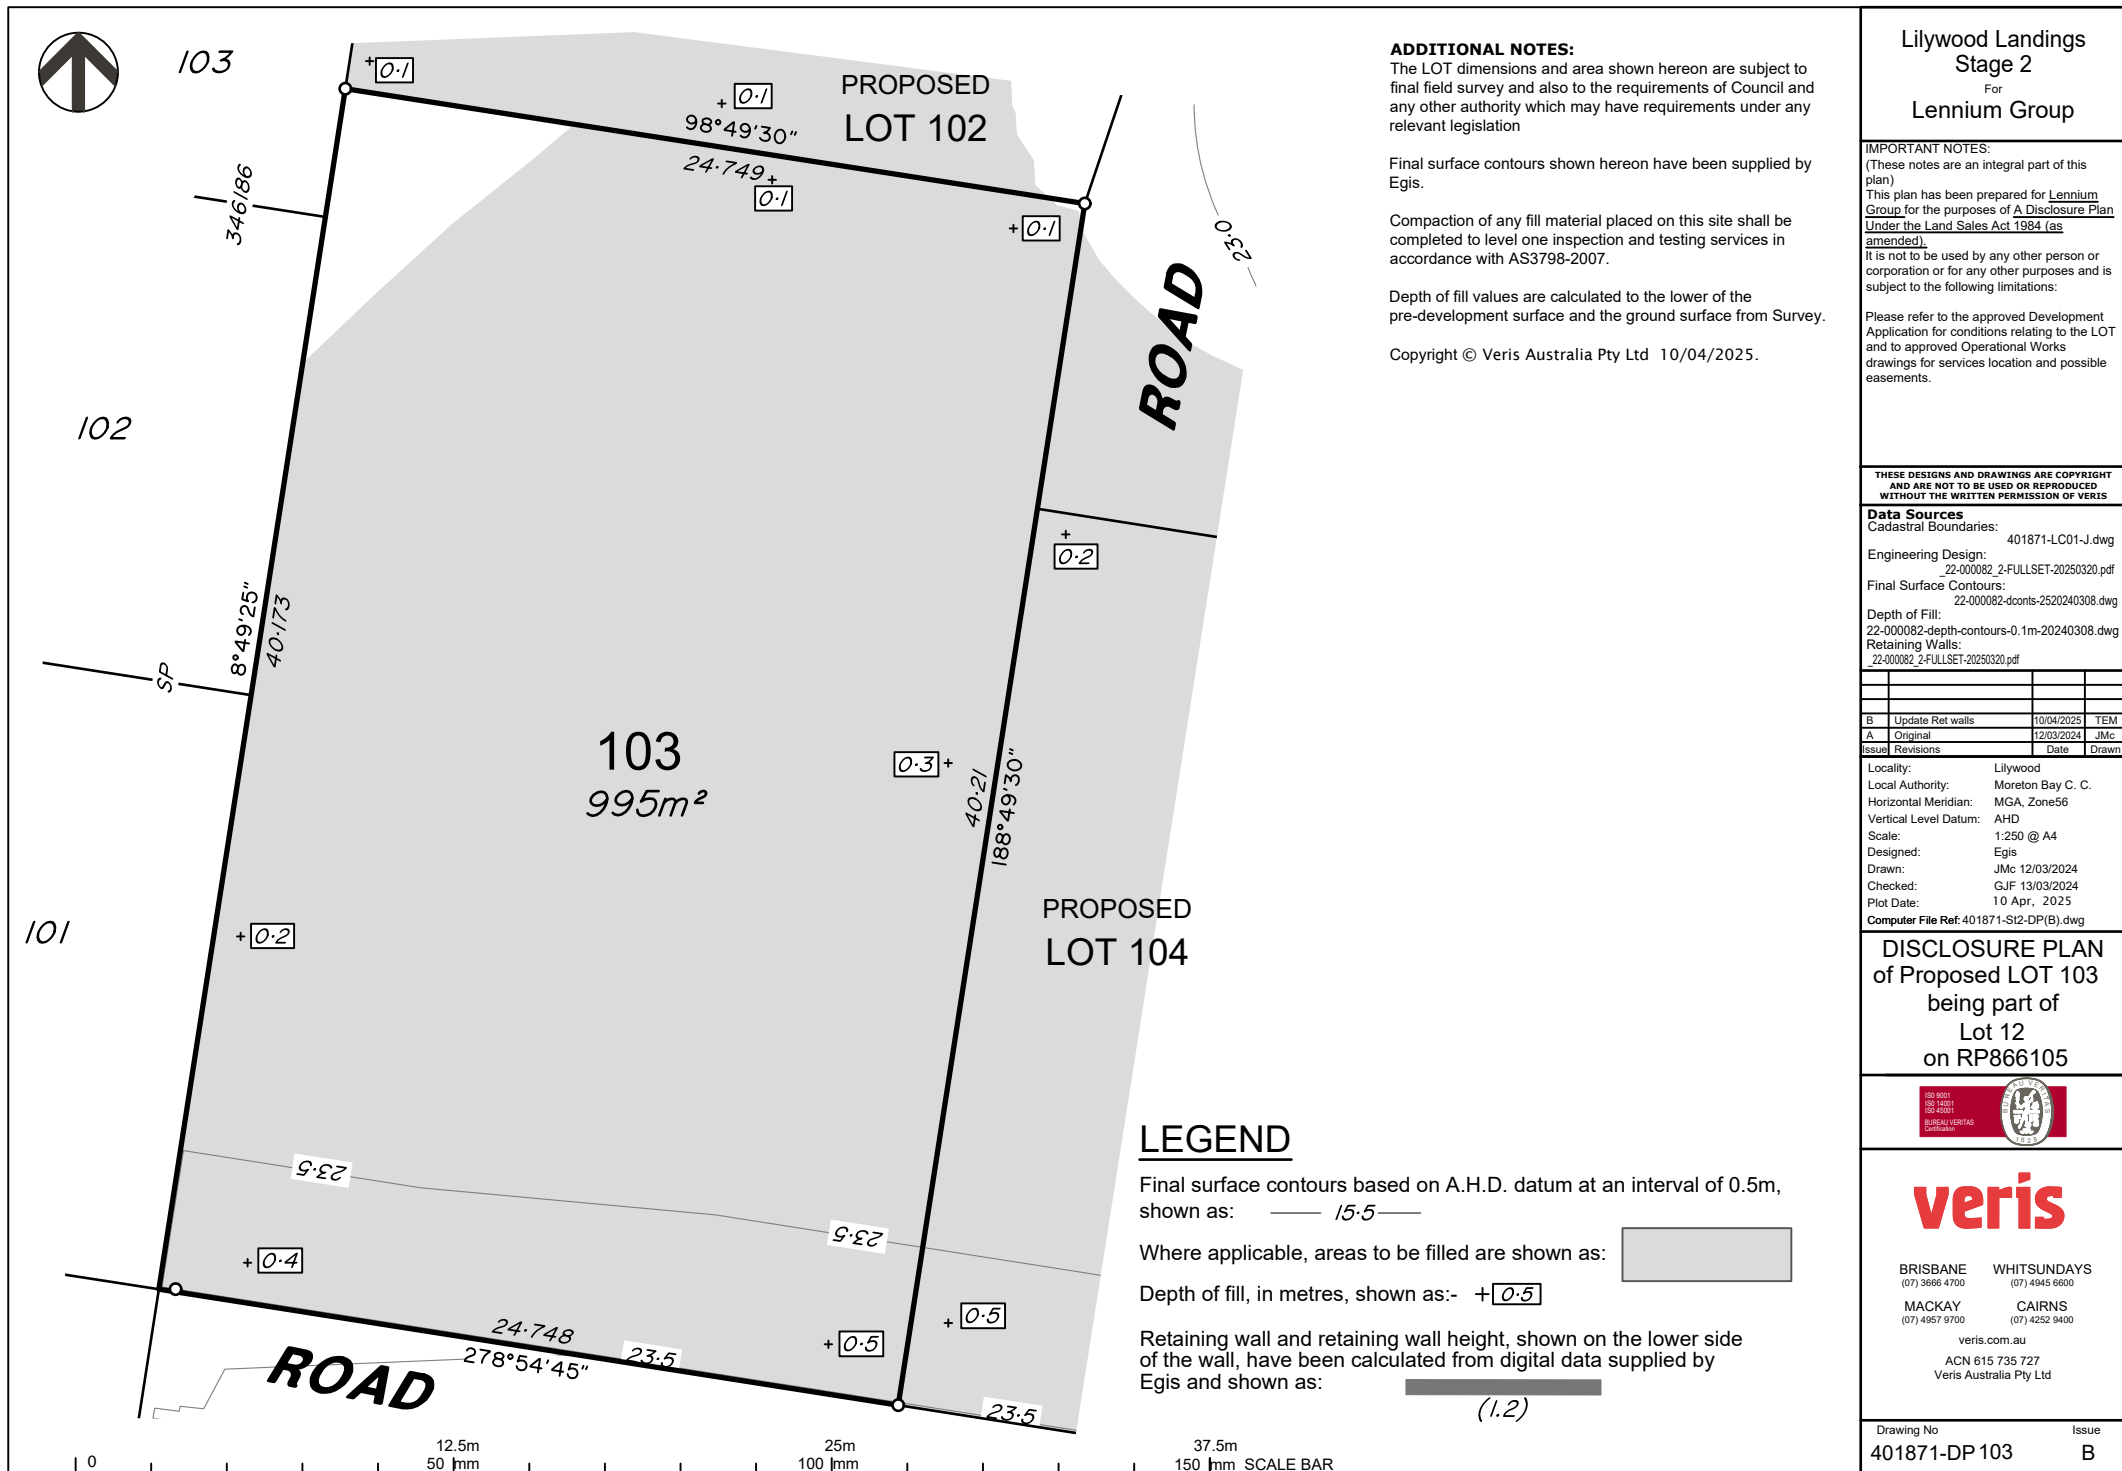 103
0·1
0·1
PROPOSED
LOT 102
98°49'30"
24·749
0·1
0·1
346186
23·0
ROAD
102
0·2
8°49'25"
40·173
SP
103
995m²
0·3
40·21
188°49'30"
PROPOSED
LOT 104
101
0·2
23·5
23·5
0·4
0·5
0·5
24·748
278°54'45"
23·5
23·5
ROAD
0
12.5m
50 mm
25m
100 mm
37.5m
150 mm SCALE BAR
ADDITIONAL NOTES:
The LOT dimensions and area shown hereon are subject to
final field survey and also to the requirements of Council and
any other authority which may have requirements under any
relevant legislation
Final surface contours shown hereon have been supplied by
Egis.
Compaction of any fill material placed on this site shall be
completed to level one inspection and testing services in
accordance with AS3798-2007.
Depth of fill values are calculated to the lower of the
pre-development surface and the ground surface from Survey.
Copyright © Veris Australia Pty Ltd 10/04/2025.
LEGEND
Final surface contours based on A.H.D. datum at an interval of 0.5m,
shown as: 15·5
Where applicable, areas to be filled are shown as:
Depth of fill, in metres, shown as:- +0·5
Retaining wall and retaining wall height, shown on the lower side
of the wall, have been calculated from digital data supplied by
Egis and shown as:
(1.2)
Lilywood Landings
Stage 2
For
Lennium Group
IMPORTANT NOTES:
(These notes are an integral part of this
plan)
This plan has been prepared for Lennium
Group for the purposes of A Disclosure Plan
Under the Land Sales Act 1984 (as
amended).
It is not to be used by any other person or
corporation or for any other purposes and is
subject to the following limitations:
Please refer to the approved Development
Application for conditions relating to the LOT
and to approved Operational Works
drawings for services location and possible
easements.
THESE DESIGNS AND DRAWINGS ARE COPYRIGHT
AND ARE NOT TO BE USED OR REPRODUCED
WITHOUT THE WRITTEN PERMISSION OF VERIS
Data Sources
Cadastral Boundaries:
401871-LC01-J.dwg
Engineering Design:
_22-000082_2-FULLSET-20250320.pdf
Final Surface Contours:
22-000082-dconts-2520240308.dwg
Depth of Fill:
22-000082-depth-contours-0.1m-20240308.dwg
Retaining Walls:
_22-000082_2-FULLSET-20250320.pdf
B Update Ret walls 10/04/2025 TEM
A Original 12/03/2024 JMc
Issue Revisions Date Drawn
Locality: Lilywood
Local Authority: Moreton Bay C. C.
Horizontal Meridian: MGA, Zone56
Vertical Level Datum: AHD
Scale: 1:250 @ A4
Designed: Egis
Drawn: JMc 12/03/2024
Checked: GJF 13/03/2024
Plot Date: 10 Apr, 2025
Computer File Ref: 401871-St2-DP(B).dwg
DISCLOSURE PLAN
of Proposed LOT 103
being part of
Lot 12
on RP866105
ISO 9001
ISO 14001
ISO 45001
BUREAU VERITAS
Certification
BUREAU VERITAS
1828
veris
BRISBANE WHITSUNDAYS
(07) 3666 4700 (07) 4945 6600
MACKAY CAIRNS
(07) 4957 9700 (07) 4252 9400
veris.com.au
ACN 615 735 727
Veris Australia Pty Ltd
Drawing No Issue
401871-DP 103 B